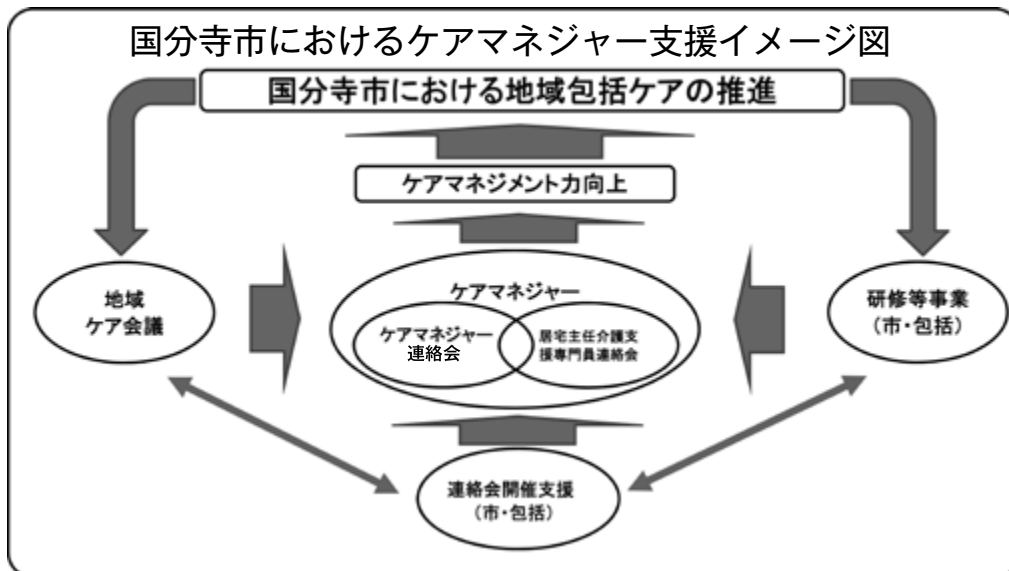 国分寺市におけるケアマネジャー支援イメージ図
国分寺市における地域包括ケアの推進
ケアマネジメント力向上
地域
ケア会議
ケアマネジャー
ケアマネジャー
連絡会
居宅主任介護支
援専門員連絡会
研修等事業
(市・包括)
連絡会開催支援
(市・包括)